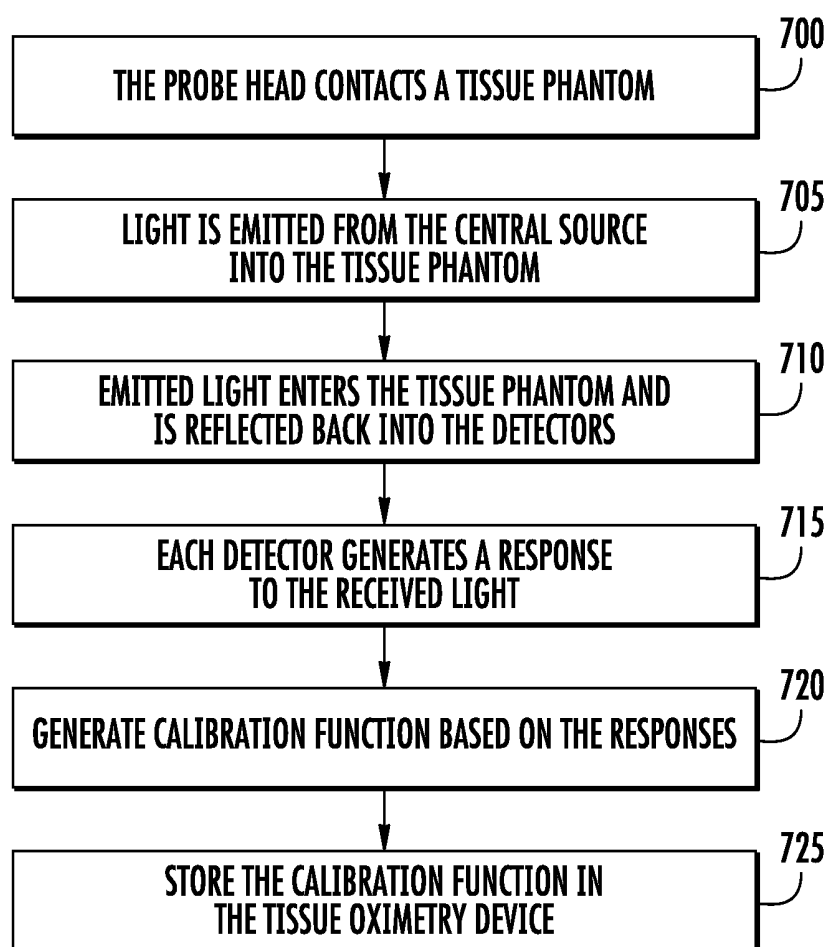 700
THE PROBE HEAD CONTACTS A TISSUE PHANTOM
705
LIGHT IS EMITTED FROM THE CENTRAL SOURCE
INTO THE TISSUE PHANTOM
710
EMITTED LIGHT ENTERS THE TISSUE PHANTOM AND
IS REFLECTED BACK INTO THE DETECTORS
715
EACH DETECTOR GENERATES A RESPONSE
TO THE RECEIVED LIGHT
720
GENERATE CALIBRATION FUNCTION BASED ON THE RESPONSES
725
STORE THE CALIBRATION FUNCTION IN
THE TISSUE OXIMETRY DEVICE